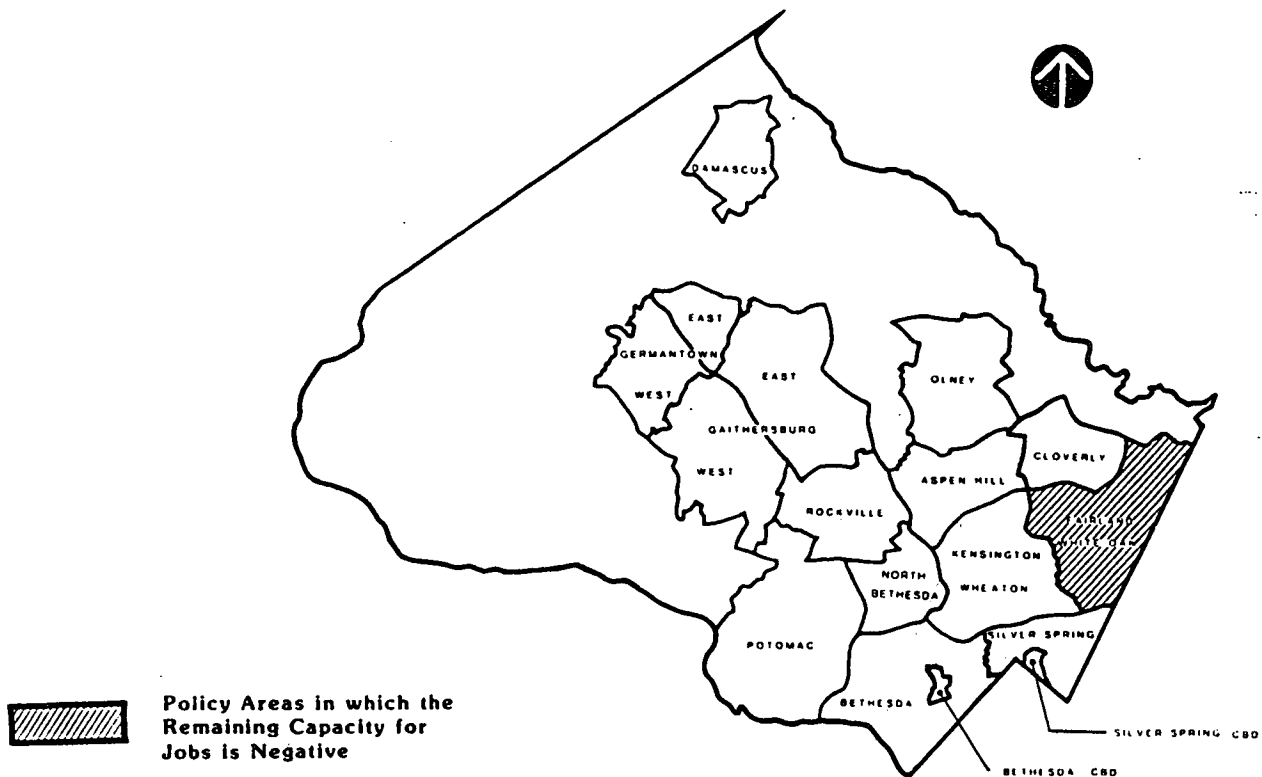 DAMASCUS
EAST
GERMANTOWN
WEST
EAST
GAITHERSBURG
WEST
OLNEY
CLOVERLY
ASPEN HILL
ROCKVILLE
FAIRLAND
WHITE OAK
KENSINGTON
WHEATON
NORTH
BETHESDA
SILVER SPRING
POTOMAC
BETHESDA
SILVER SPRING CBD
BETHESDA CBD
Policy Areas in which the
Remaining Capacity for
Jobs is Negative